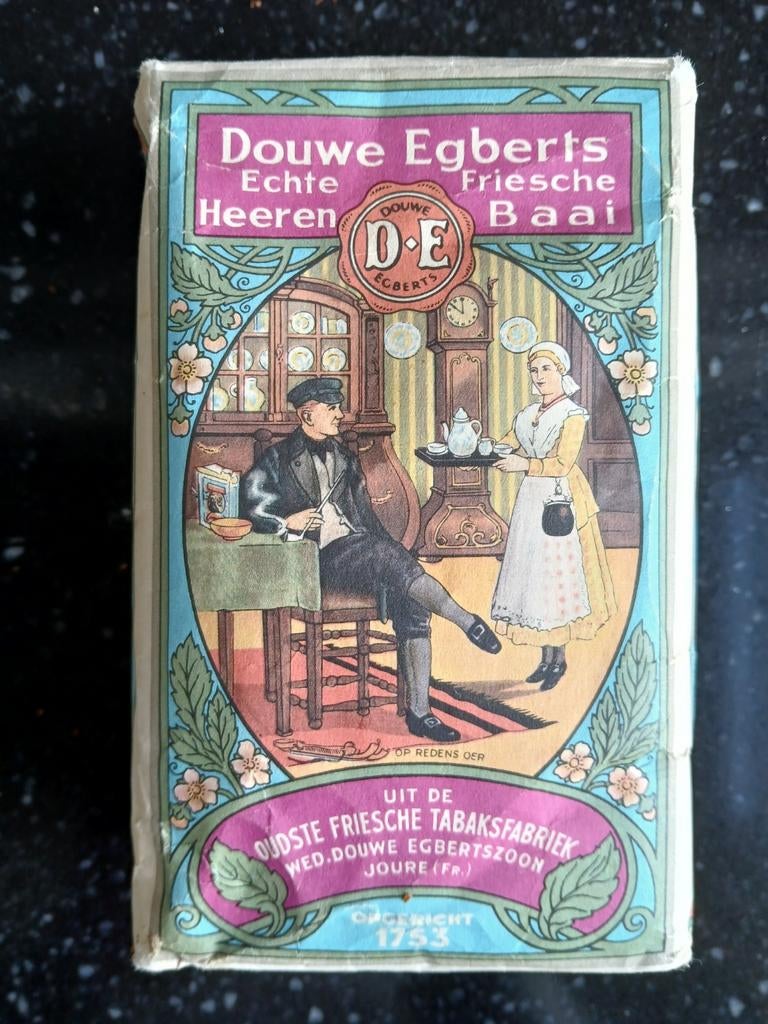 Douwe Egberts
Echte Friesche
Heeren Baai
DOUWE
D·E
EGBERTS
OP REDENS OER
UIT DE
OUDSTE FRIESCHE TABAKSFABRIEK
WED. DOUWE EGBERTSZOON
JOURE (FR.)
OPGERICHT
1753